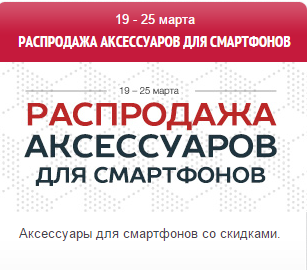 19 - 25 марта
РАСПРОДАЖА АКСЕССУАРОВ ДЛЯ СМАРТФОНОВ
19 – 25 марта
РАСПРОДАЖА
АКСЕССУАРОВ
ДЛЯ СМАРТФОНОВ
Аксессуары для смартфонов со скидками.